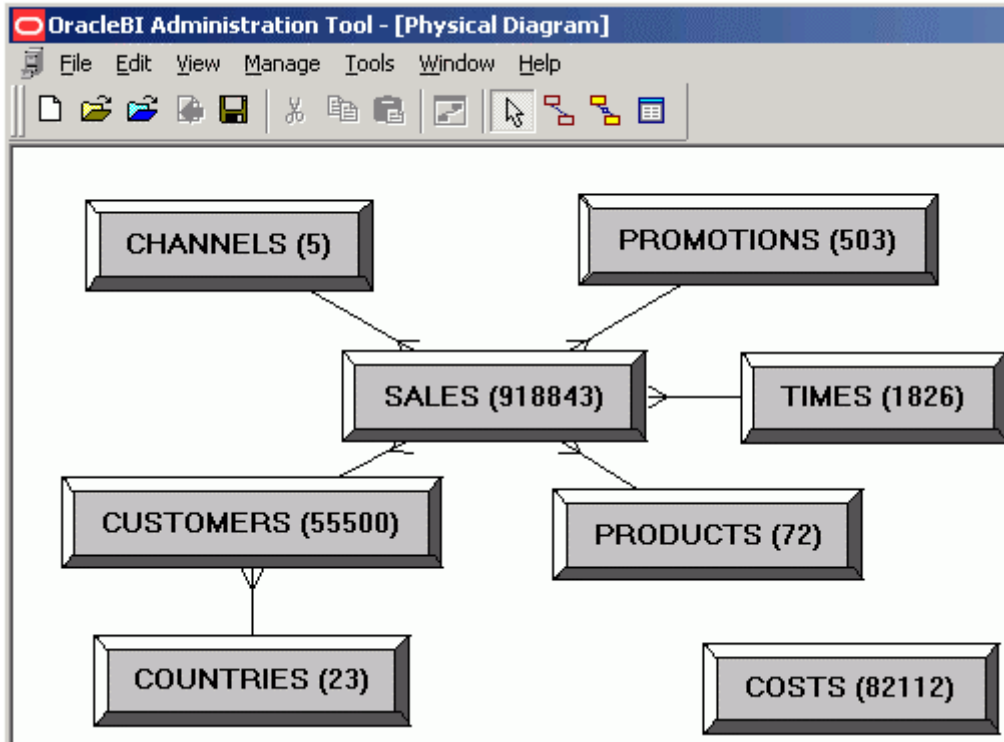 OracleBI Administration Tool - [Physical Diagram]
File Edit View Manage Tools Window Help
CHANNELS (5)
PROMOTIONS (503)
SALES (918843)
TIMES (1826)
CUSTOMERS (55500)
PRODUCTS (72)
COUNTRIES (23)
COSTS (82112)